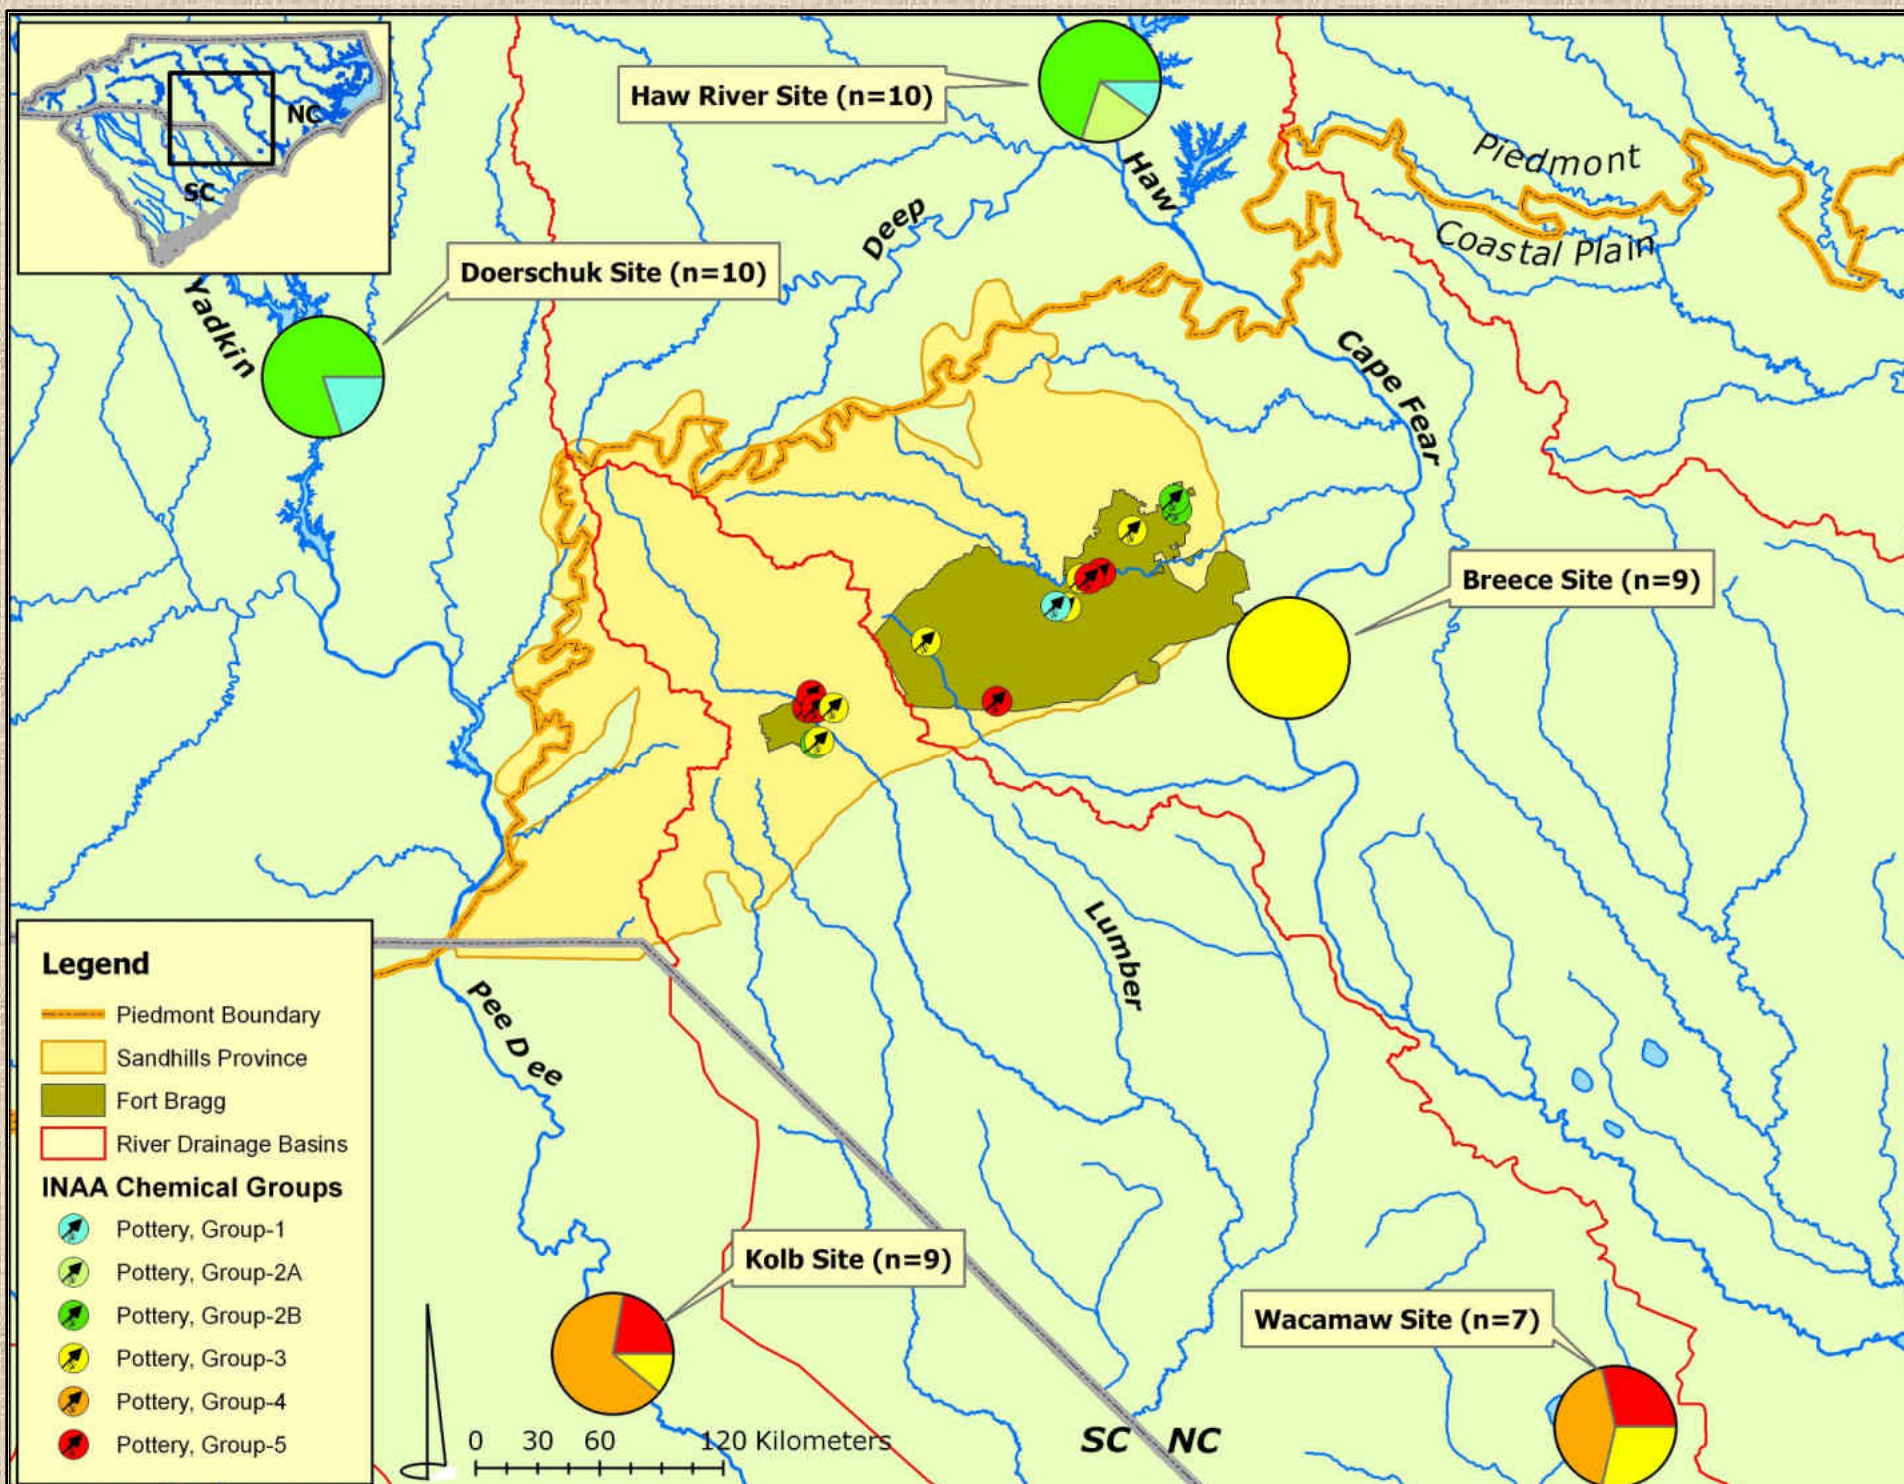 NC
SC
Haw River Site (n=10)
Haw
Piedmont
Coastal Plain
Deep
Doerschuk Site (n=10)
Yadkin
Cape Fear
Breece Site (n=9)
Lumber
Pee Dee
Legend
Piedmont Boundary
Sandhills Province
Fort Bragg
River Drainage Basins
INAA Chemical Groups
Pottery, Group-1
Pottery, Group-2A
Pottery, Group-2B
Pottery, Group-3
Pottery, Group-4
Pottery, Group-5
Kolb Site (n=9)
Wacamaw Site (n=7)
0 30 60 120 Kilometers
SC NC